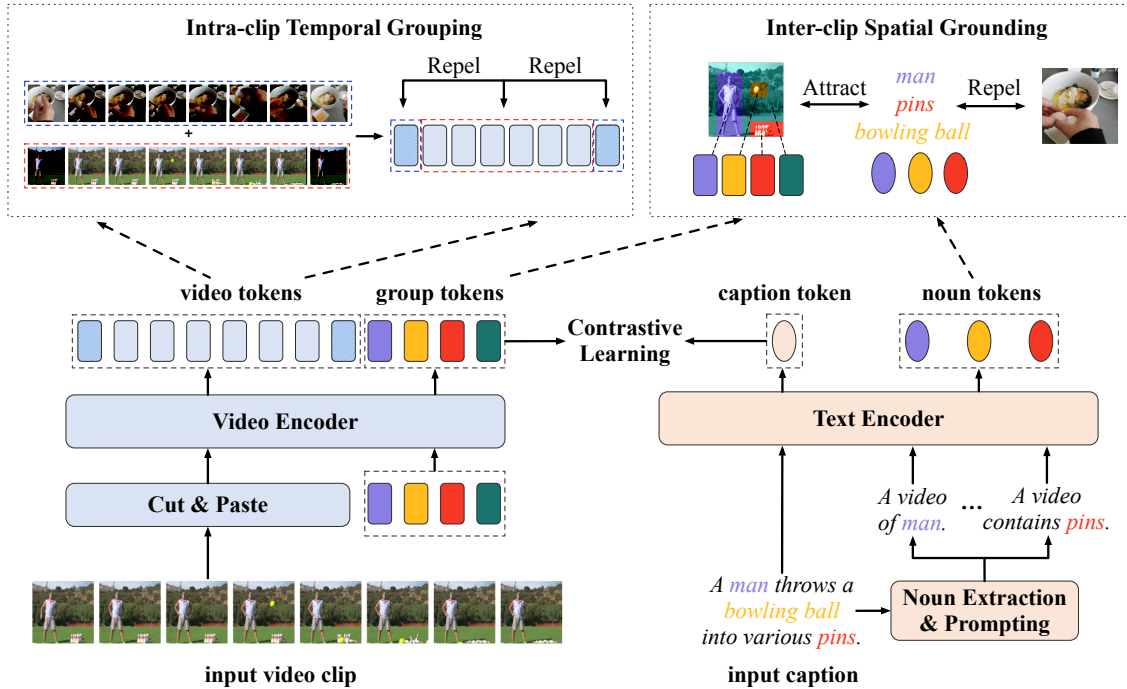 Intra-clip Temporal Grouping
Repel
Repel
+
Inter-clip Spatial Grounding
Attract
man
pins
bowling ball
Repel
video tokens
group tokens
Contrastive
Learning
caption token
noun tokens
Video Encoder
Text Encoder
Cut & Paste
A video
of man.
...
A video
contains pins.
A man throws a
bowling ball
into various pins.
Noun Extraction
& Prompting
input video clip
input caption